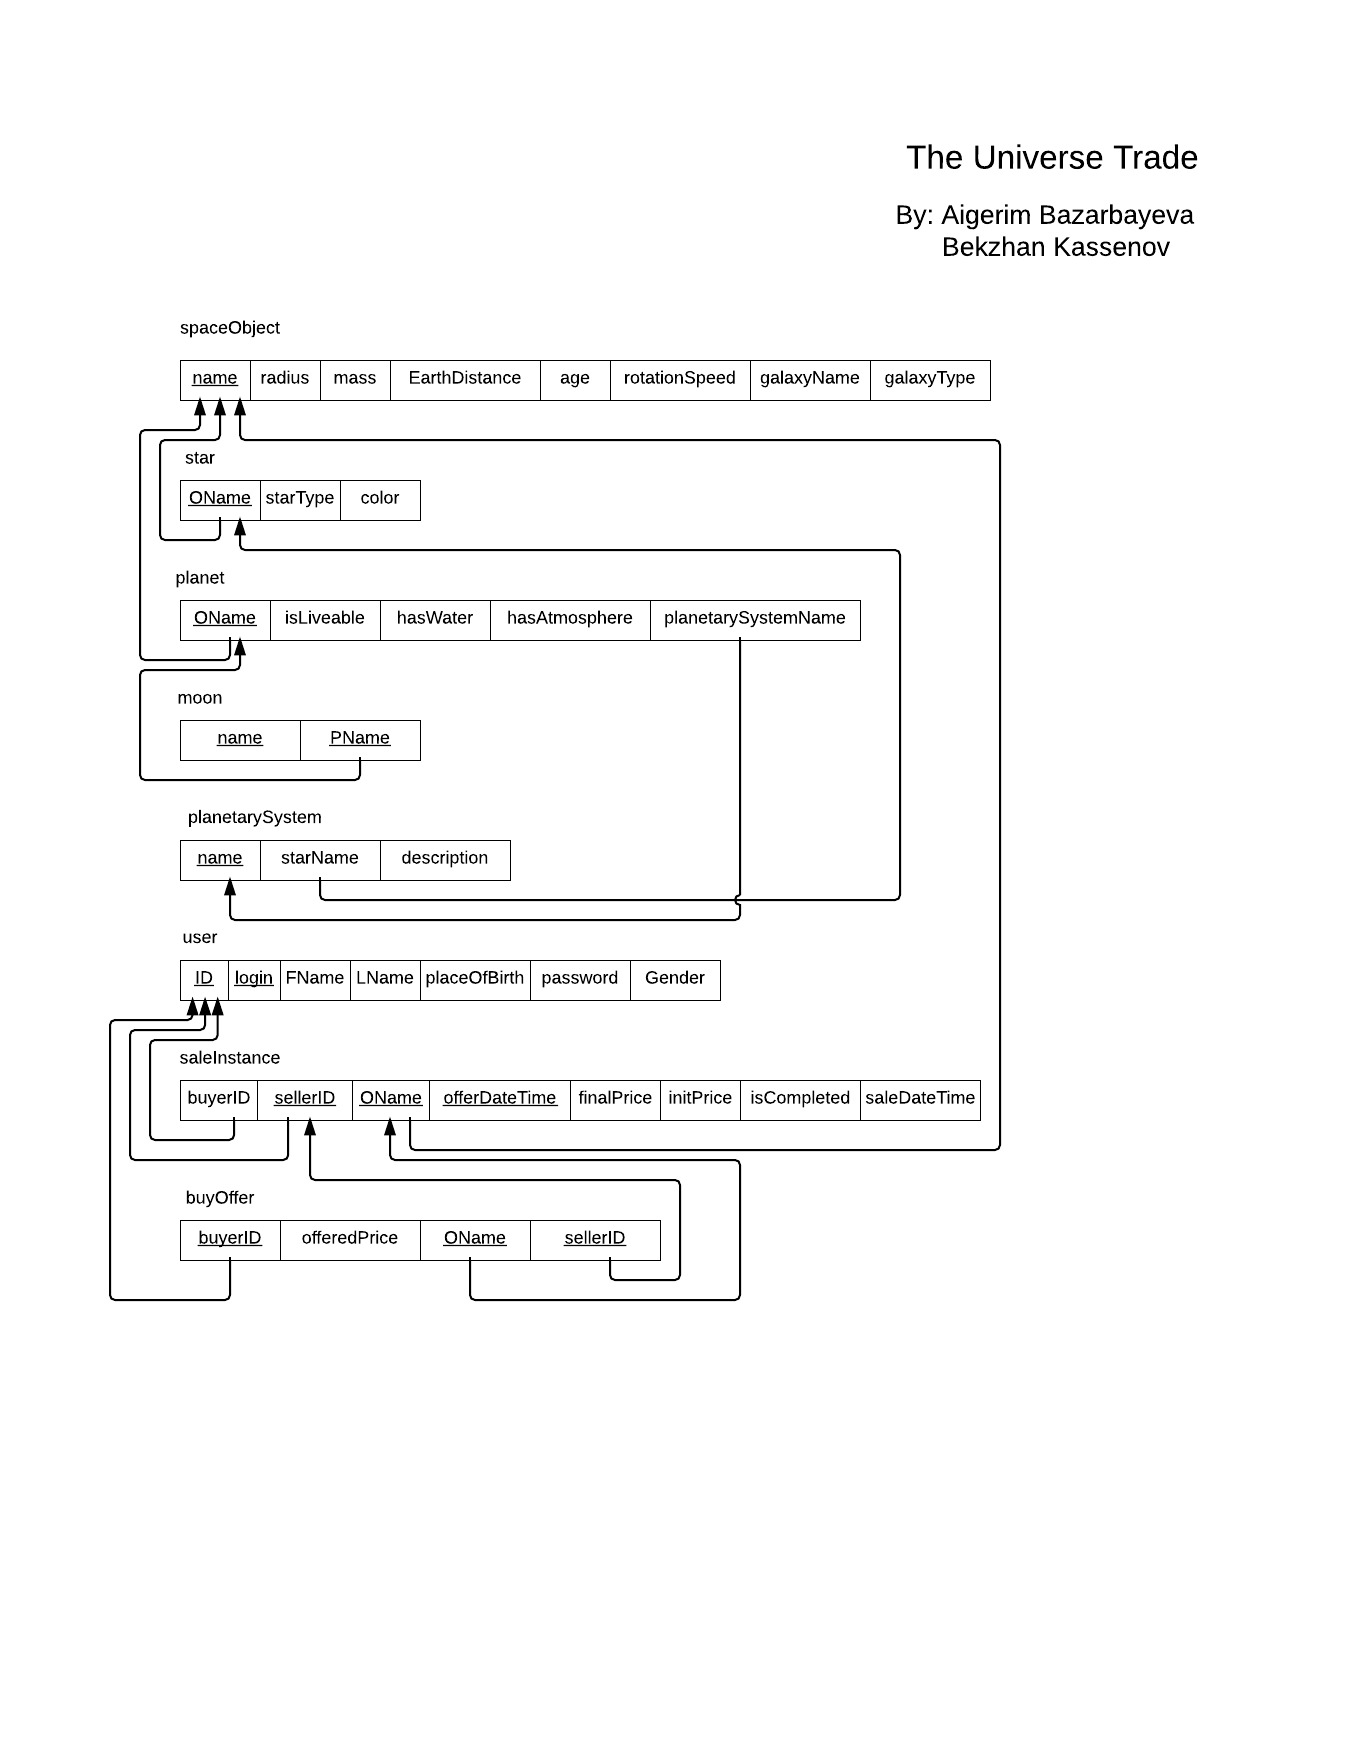 The Universe Trade
By: Aigerim Bazarbayeva
Bekzhan Kassenov
spaceObject
name radius mass EarthDistance age rotationSpeed galaxyName galaxyType
star
OName starType color
planet
OName isLiveable hasWater hasAtmosphere planetarySystemName
moon
name PName
planetarySystem
name starName description
user
ID login FName LName placeOfBirth password Gender
saleInstance
buyerID sellerID OName offerDateTime finalPrice initPrice isCompleted saleDateTime
buyOffer
buyerID offeredPrice OName sellerID